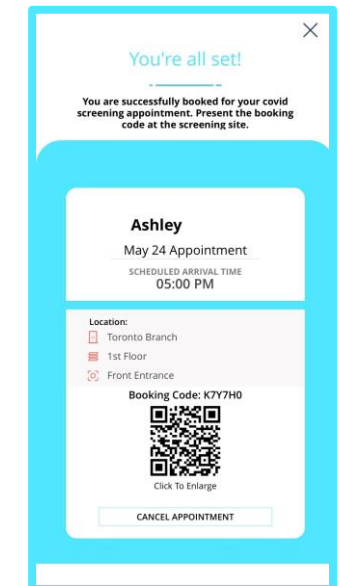 You're all set!
You are successfully booked for your covid
screening appointment. Present the booking
code at the screening site.
Ashley
May 24 Appointment
SCHEDULED ARRIVAL TIME
05:00 PM
Location:
Toronto Branch
1st Floor
Front Entrance
Booking Code: K7Y7H0
Click To Enlarge
CANCEL APPOINTMENT